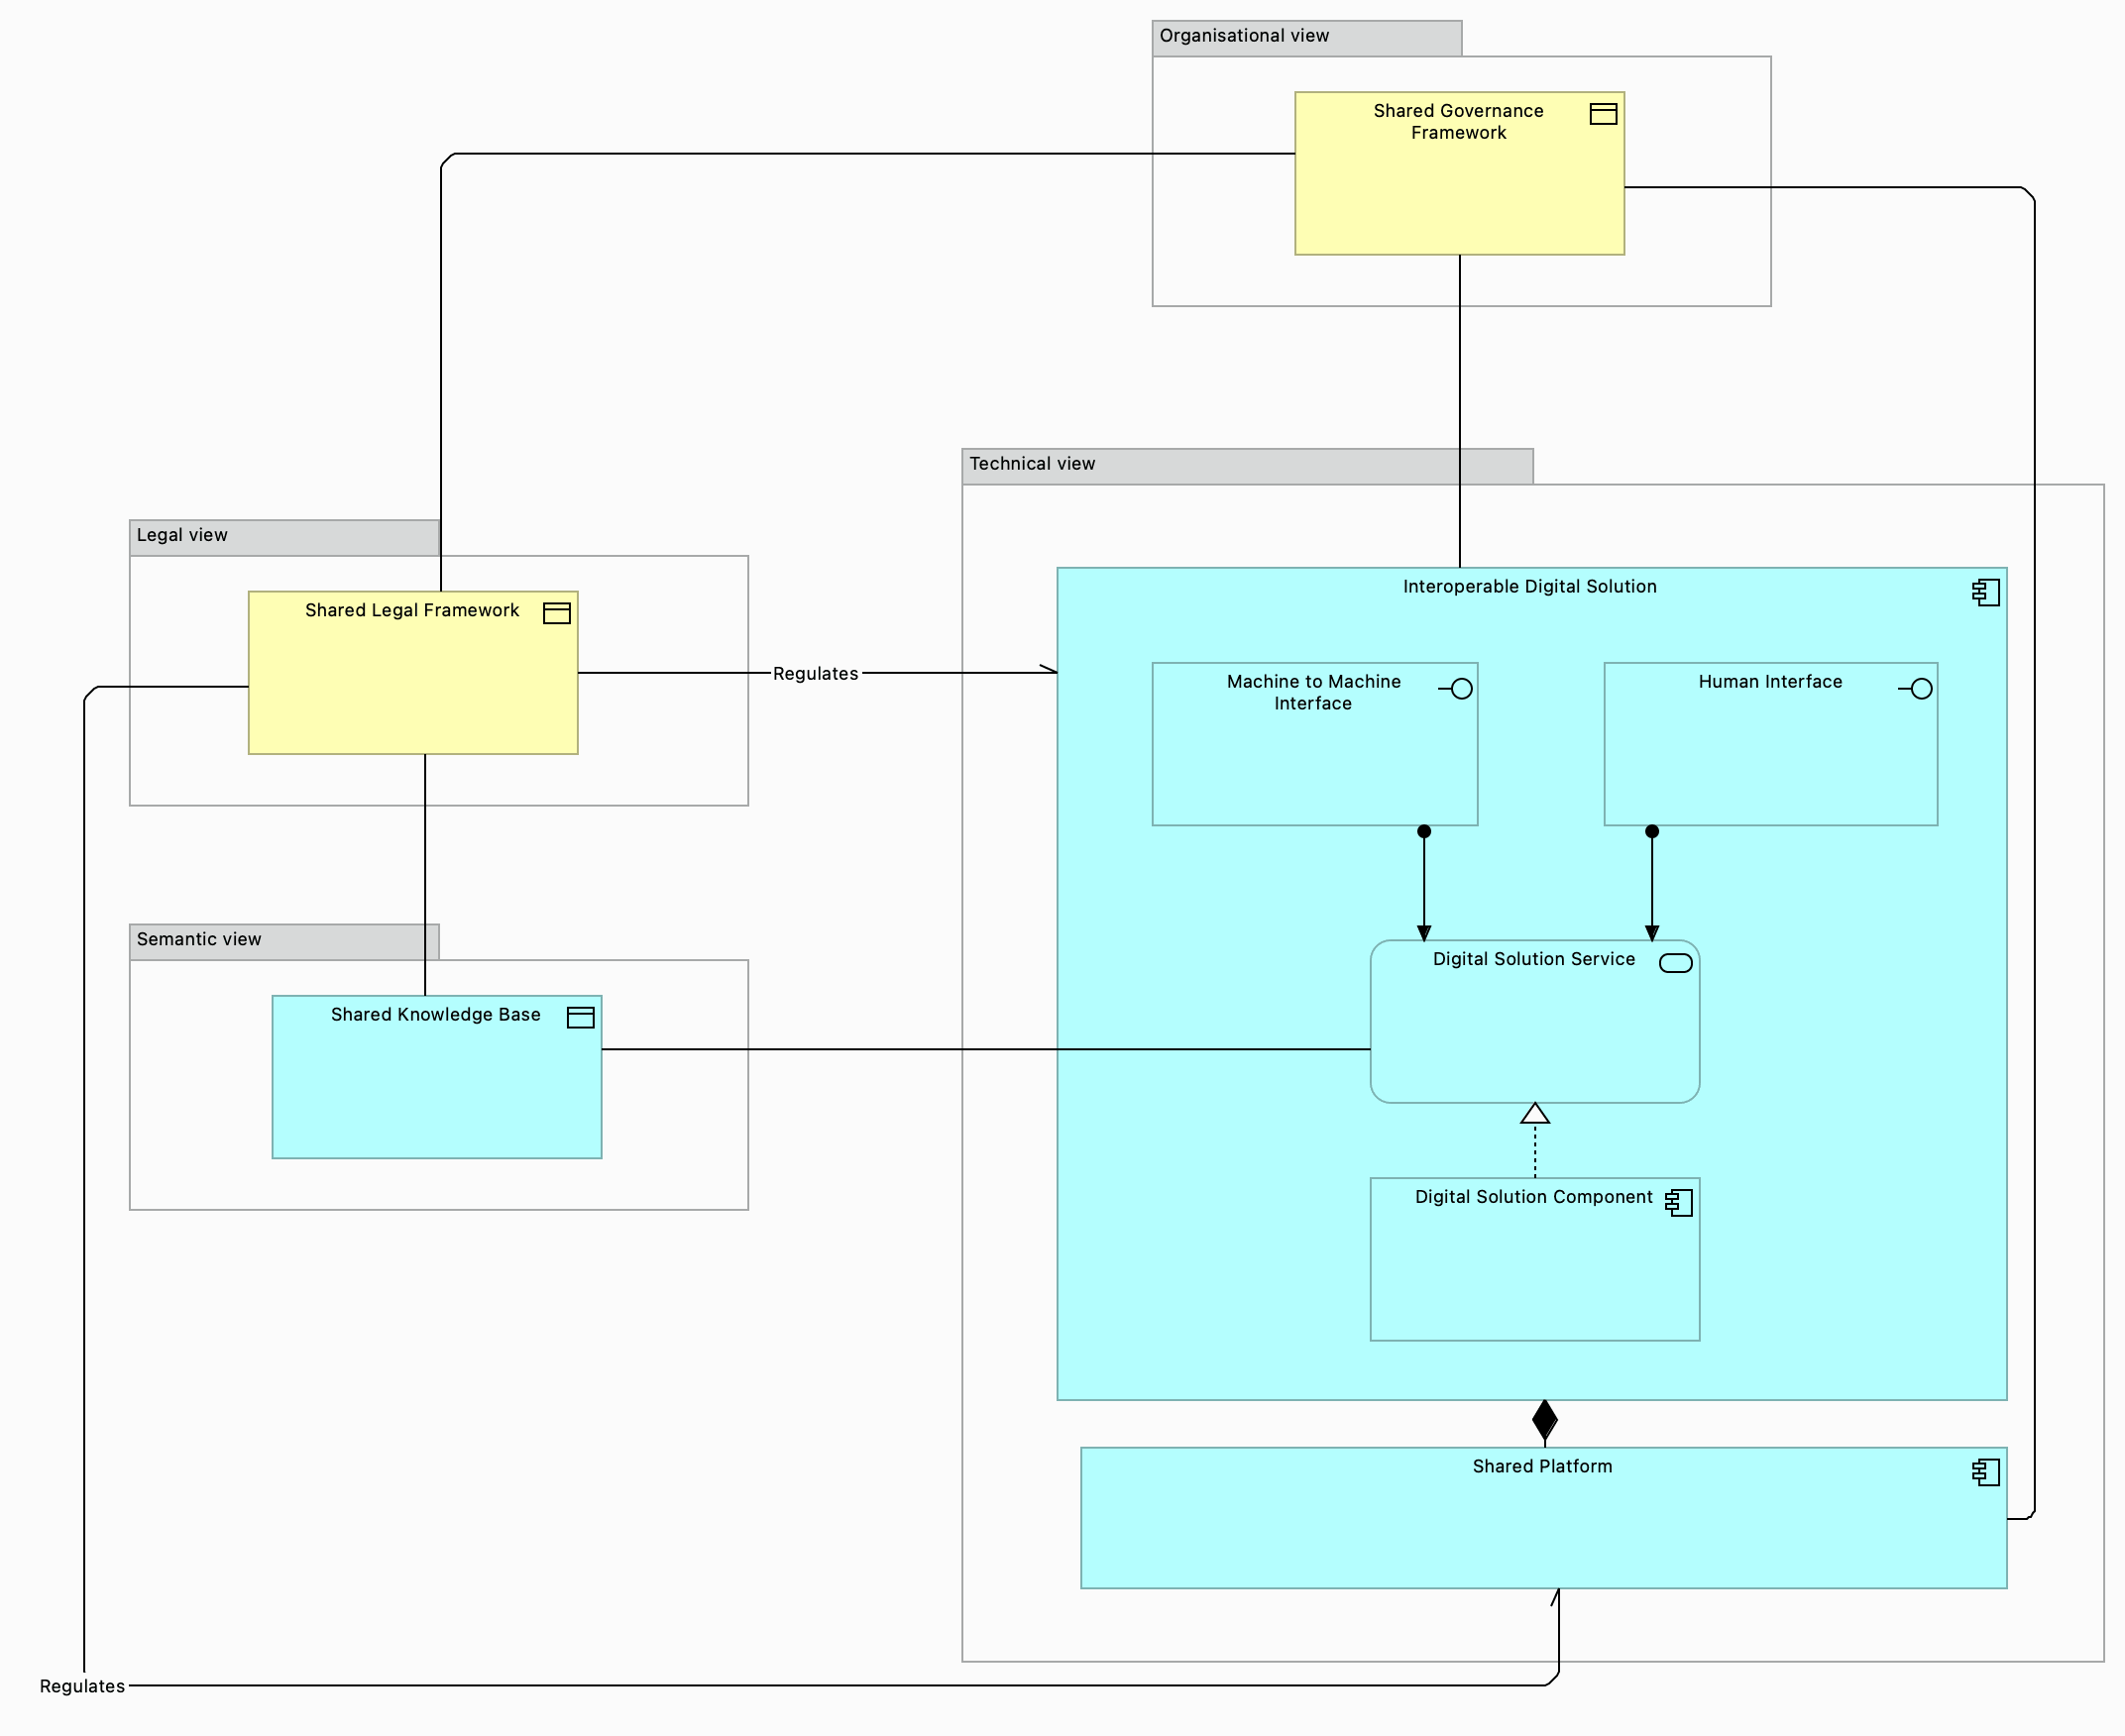 Organisational view
Shared Governance
Framework
Technical view
Legal view
Shared Legal Framework
Regulates
Interoperable Digital Solution
Machine to Machine
Interface
Human Interface
Semantic view
Shared Knowledge Base
Digital Solution Service
Digital Solution Component
Shared Platform
Regulates